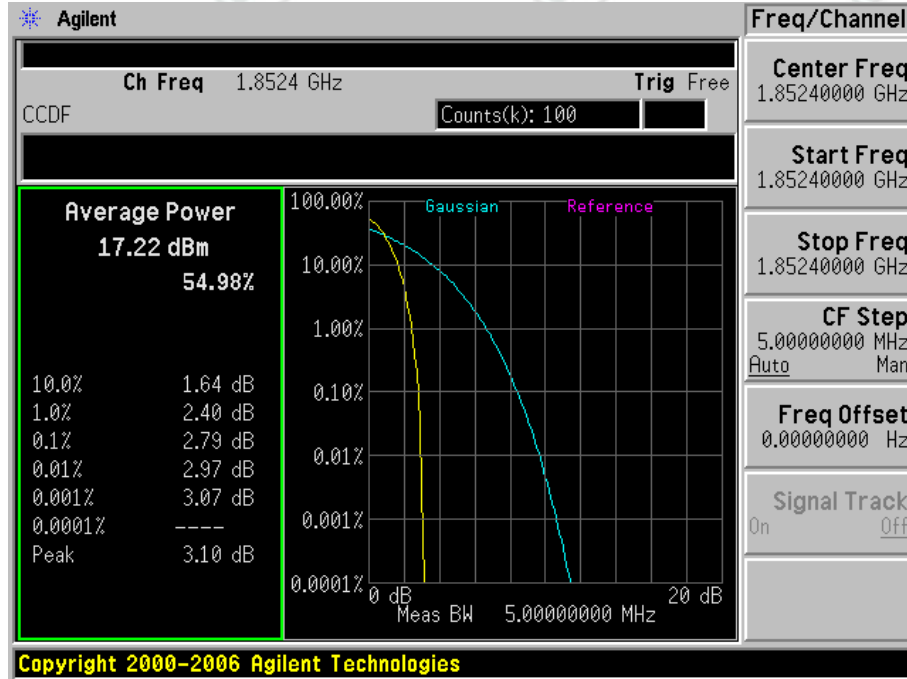 Agilent
Freq/Channel
Ch Freq 1.8524 GHz Trig Free
CCDF Counts(k): 100
Average Power
17.22 dBm
54.98%
10.0% 1.64 dB
1.0% 2.40 dB
0.1% 2.79 dB
0.01% 2.97 dB
0.001% 3.07 dB
0.0001% ----
Peak 3.10 dB
Gaussian Reference
100.00%
10.00%
1.00%
0.10%
0.01%
0.001%
0.0001%
0 dB 20 dB
Meas BW 5.00000000 MHz
Center Freq
1.85240000 GHz
Start Freq
1.85240000 GHz
Stop Freq
1.85240000 GHz
CF Step
5.00000000 MHz
Auto Man
Freq Offset
0.00000000 Hz
Signal Track
On Off
Copyright 2000-2006 Agilent Technologies